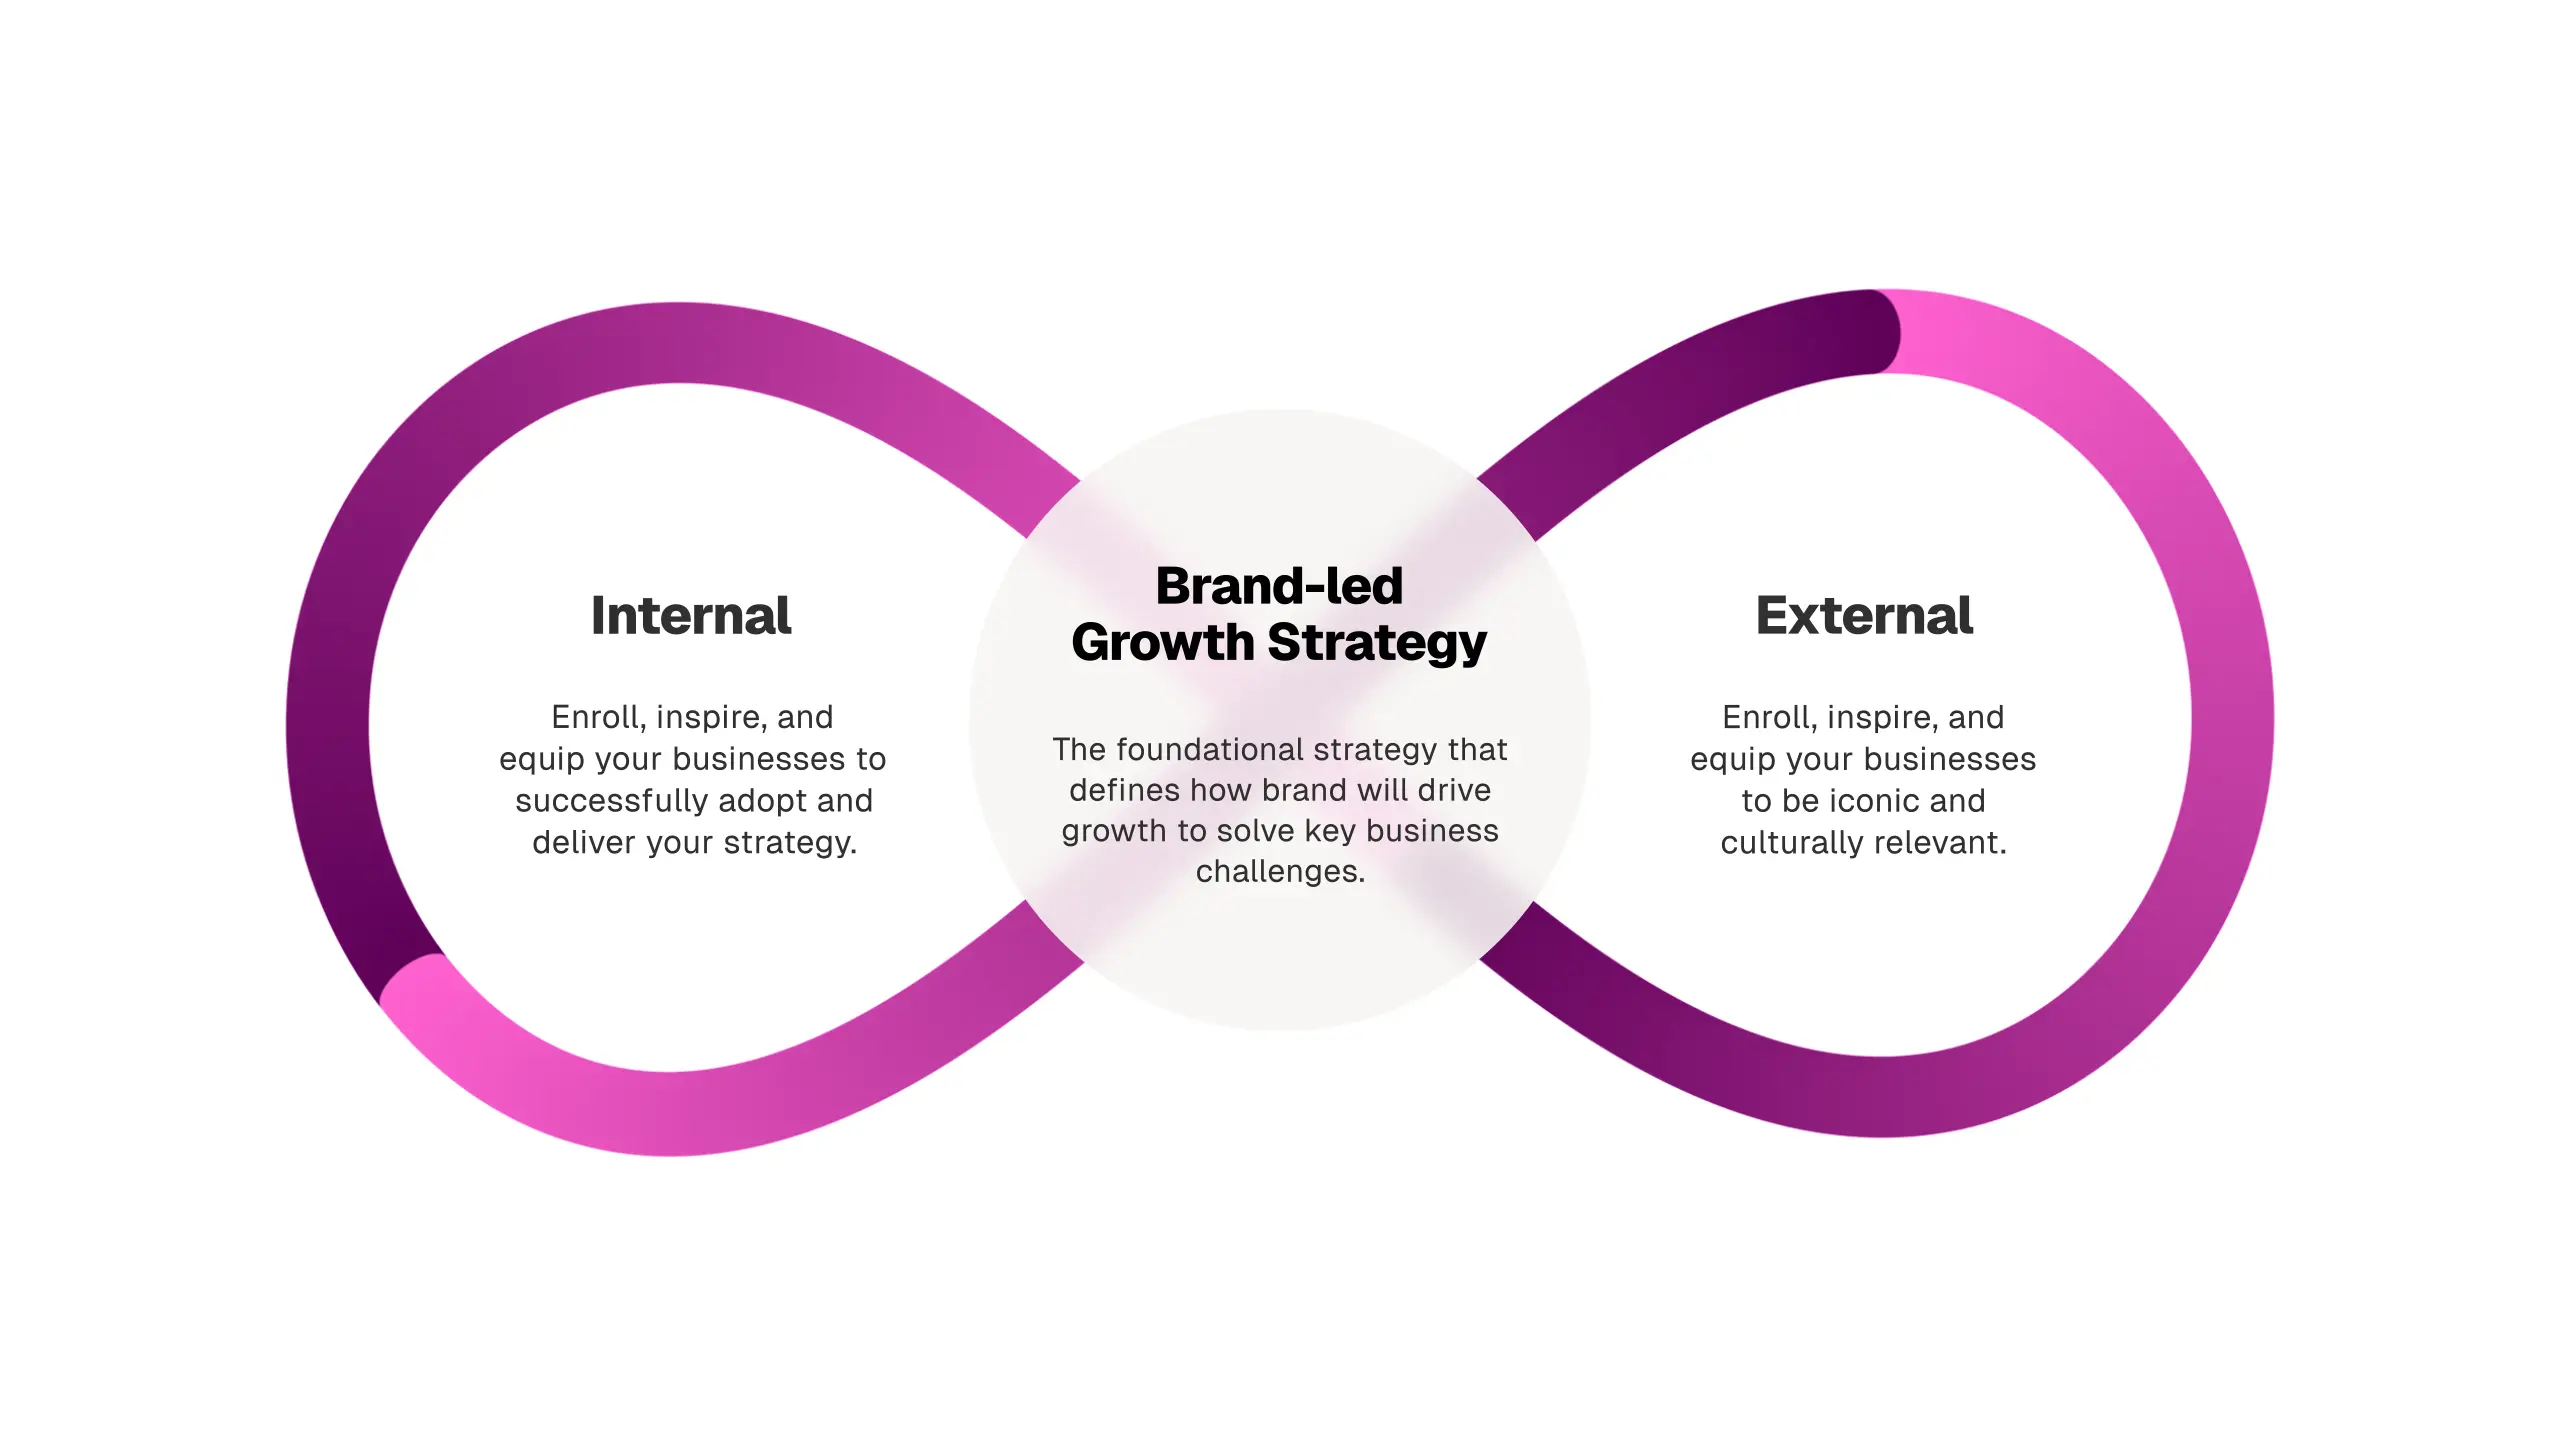 Internal
Enroll, inspire, and
equip your businesses to
successfully adopt and
deliver your strategy.
Brand-led
Growth Strategy
The foundational strategy that
defines how brand will drive
growth to solve key business
challenges.
External
Enroll, inspire, and
equip your businesses
to be iconic and
culturally relevant.